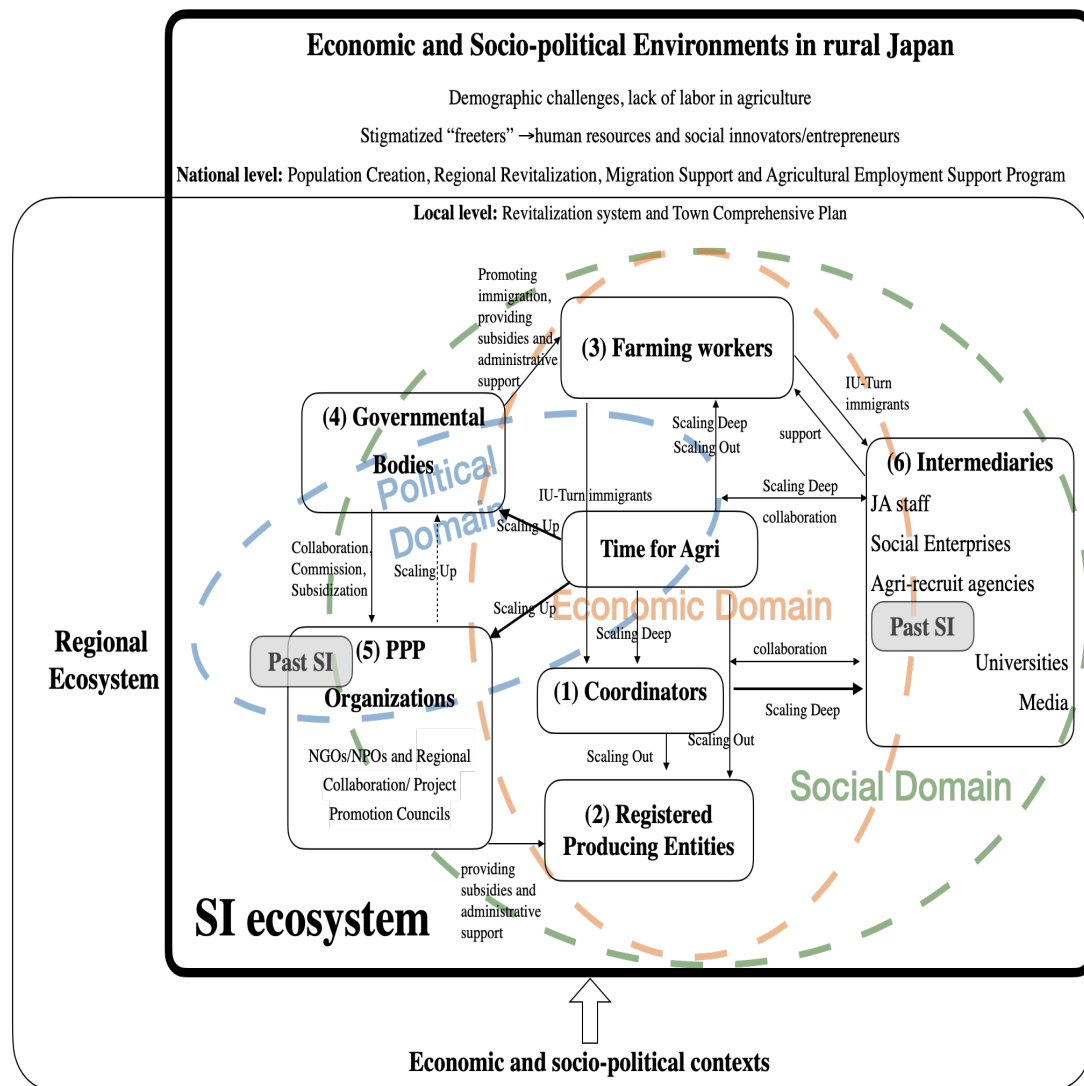 Economic and Socio-political Environments in rural Japan
Demographic challenges, lack of labor in agriculture
Stigmatized “freeters” →human resources and social innovators/entrepreneurs
National level: Population Creation, Regional Revitalization, Migration Support and Agricultural Employment Support Program
Local level: Revitalization system and Town Comprehensive Plan
Promoting
immigration,
providing
subsidies and
administrative
support
(3) Farming workers
IU-Turn
immigrants
support
(4) Governmental
Bodies
Political
Domain
Scaling Deep
Scaling Out
(6) Intermediaries
JA staff
Social Enterprises
Agri-recruit agencies
Past SI
Universities
Media
IU-Turn immigrants
Scaling Deep
collaboration
Scaling Up
Time for Agri
Collaboration,
Commission,
Subsidization
Scaling Up
Scaling Up
Economic Domain
Scaling Deep
collaboration
Regional
Ecosystem
Past SI
(5) PPP
Organizations
NGOs/NPOs and Regional
Collaboration/ Project
Promotion Councils
(1) Coordinators
Scaling Deep
Scaling Out
Scaling Out
Social Domain
(2) Registered
Producing Entities
providing
subsidies and
administrative
support
SI ecosystem
Economic and socio-political contexts